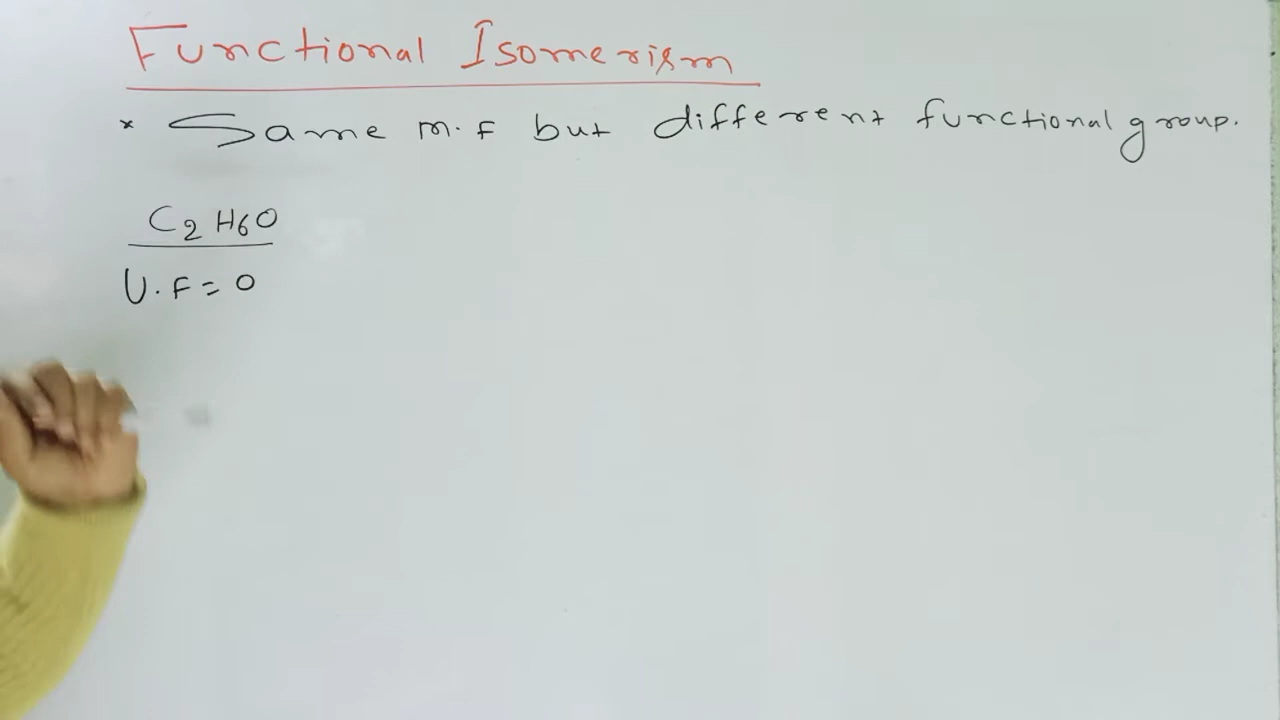 Functional Isomerism
* Same m.F but different functional group.
C2H6O
U.F = 0